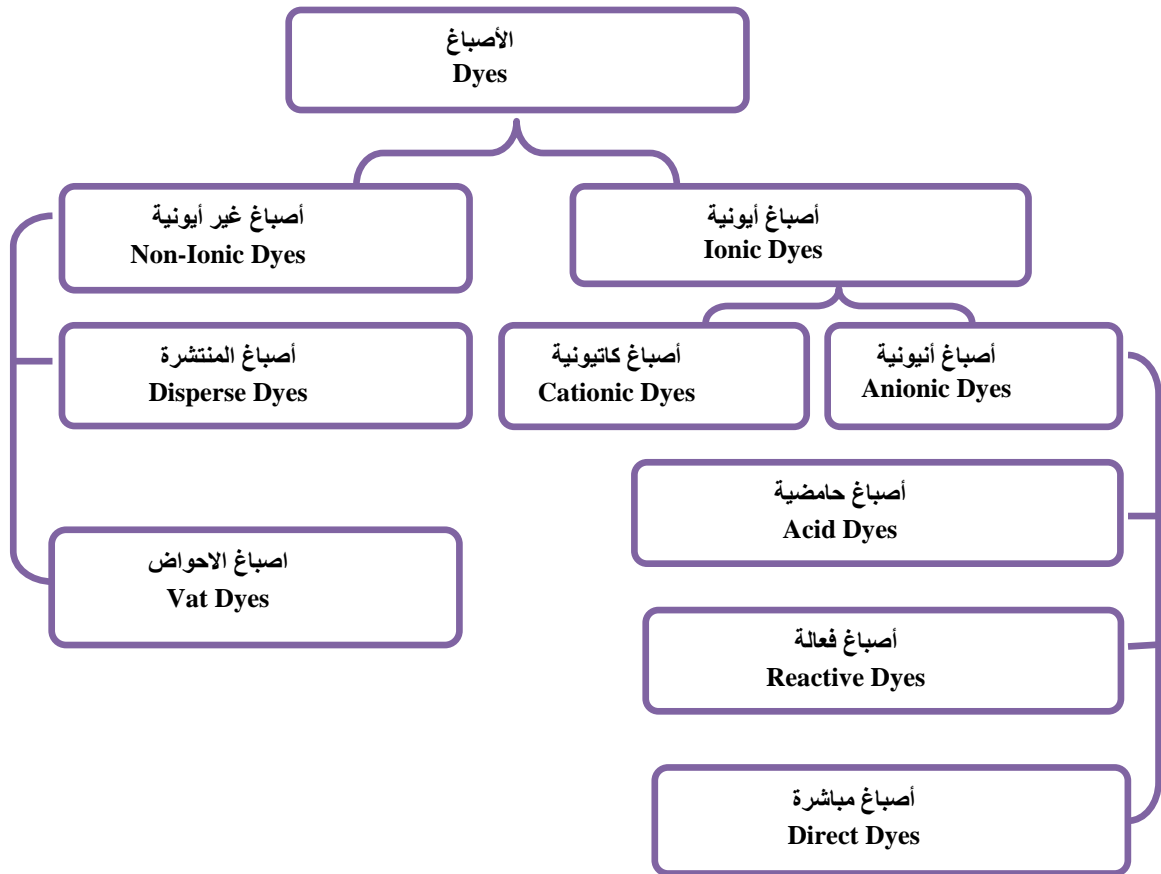 الأصباغ
Dyes
أصباغ غير أيونية
Non-Ionic Dyes
أصباغ أيونية
Ionic Dyes
أصباغ المنتشرة
Disperse Dyes
أصباغ كاتيونية
Cationic Dyes
أصباغ أنيونية
Anionic Dyes
أصباغ حامضية
Acid Dyes
اصباغ الاحواض
Vat Dyes
أصباغ فعالة
Reactive Dyes
أصباغ مباشرة
Direct Dyes